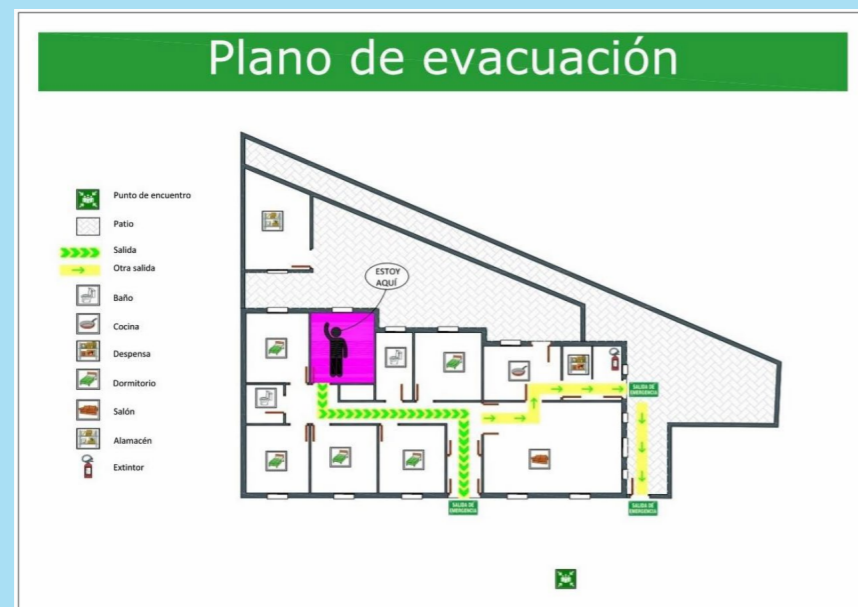 Plano de evacuación
Punto de encuentro
Patio
Salida
Otra salida
Baño
Cocina
Despensa
Dormitorio
Salón
Alamacén
Extintor
ESTOY
AQUÍ
SALIDA DE
EMERGENCIA
SALIDA DE
EMERGENCIA
SALIDA DE
EMERGENCIA